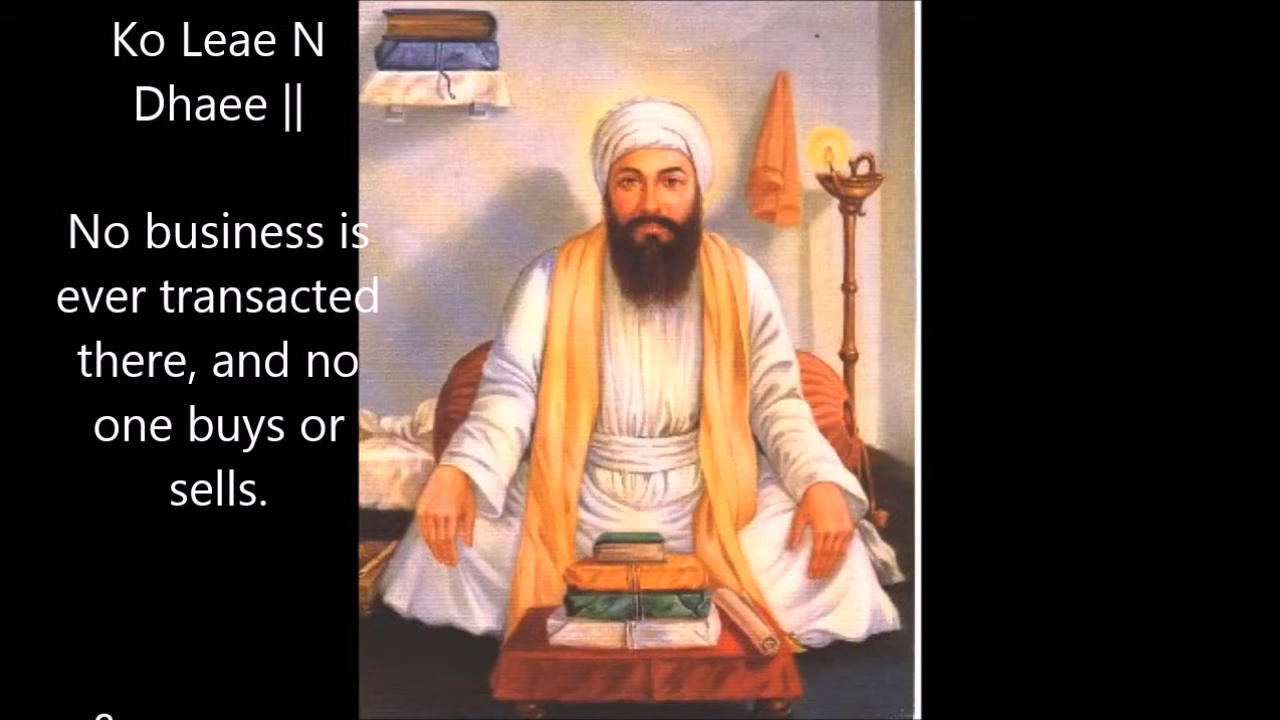 Ko Leae N
Dhaee ||
No business is
ever transacted
there, and no
one buys or
sells.